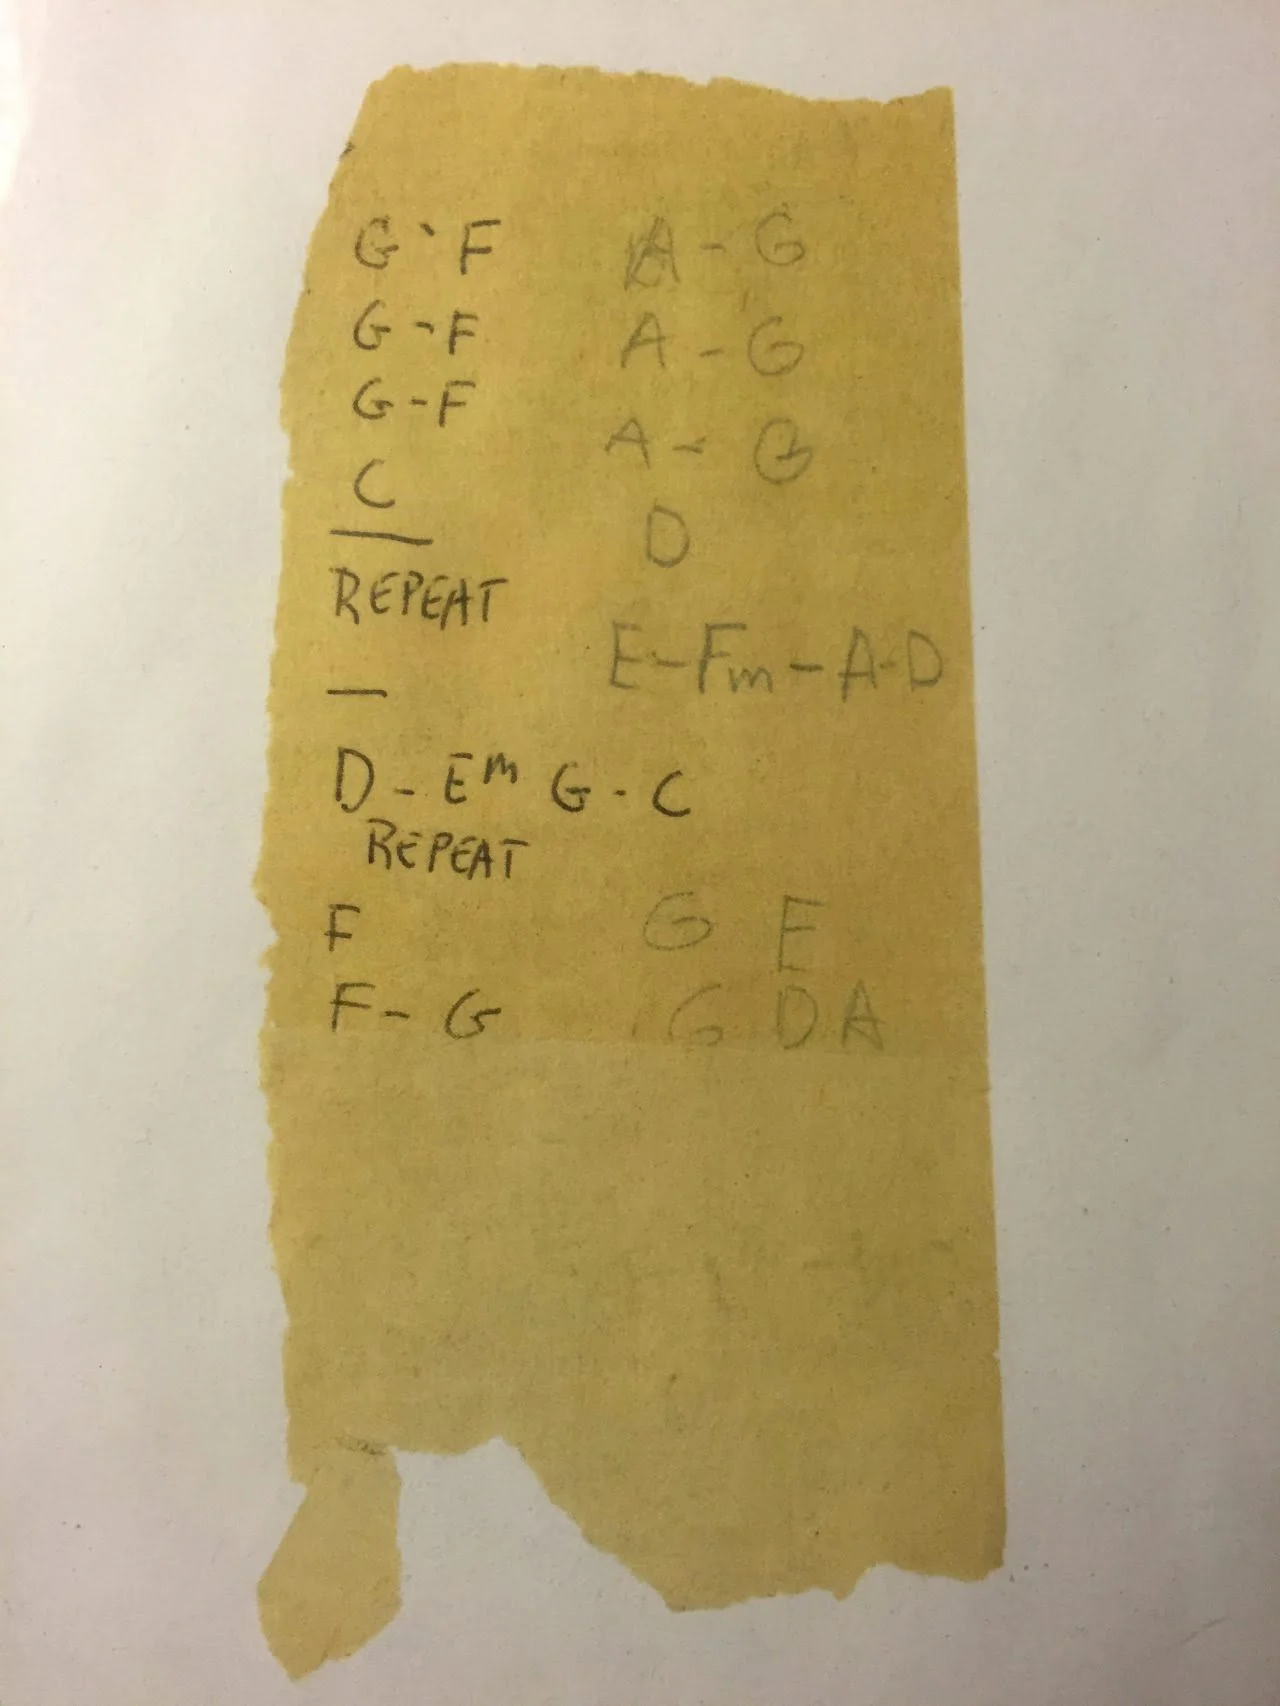 G - F A - G
G - F A - G
G - F A - G
C D
REPEAT
E - Fm - A - D
D - Em G - C
REPEAT
F G E
F - G G D A